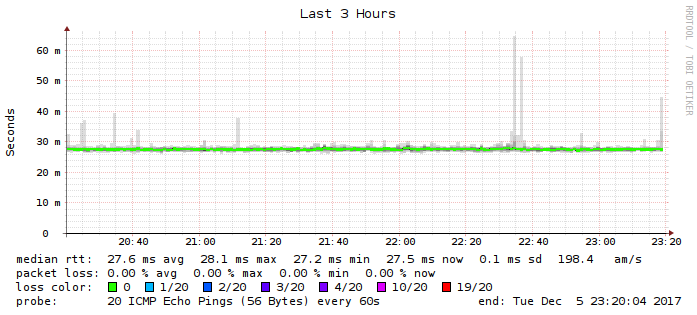 Last 3 Hours
RRDTOOL / TOBI OETIKER
Seconds
60 m
50 m
40 m
30 m
20 m
10 m
0
20:40 21:00 21:20 21:40 22:00 22:20 22:40 23:00 23:20
median rtt: 27.6 ms avg 28.1 ms max 27.2 ms min 27.5 ms now 0.1 ms sd 198.4 am/s
packet loss: 0.00 % avg 0.00 % max 0.00 % min 0.00 % now
loss color: 0 1/20 2/20 3/20 4/20 10/20 19/20
probe: 20 ICMP Echo Pings (56 Bytes) every 60s end: Tue Dec 5 23:20:04 2017